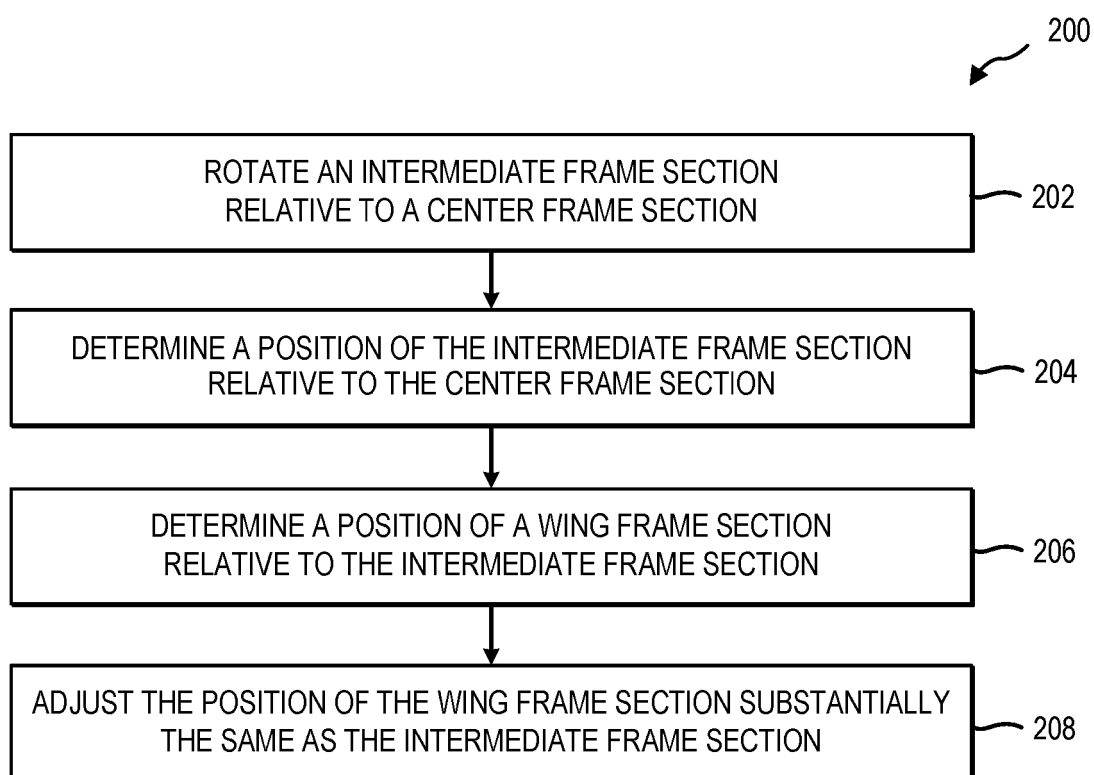 200
ROTATE AN INTERMEDIATE FRAME SECTION
RELATIVE TO A CENTER FRAME SECTION
202
DETERMINE A POSITION OF THE INTERMEDIATE FRAME SECTION
RELATIVE TO THE CENTER FRAME SECTION
204
DETERMINE A POSITION OF A WING FRAME SECTION
RELATIVE TO THE INTERMEDIATE FRAME SECTION
206
ADJUST THE POSITION OF THE WING FRAME SECTION SUBSTANTIALLY
THE SAME AS THE INTERMEDIATE FRAME SECTION
208